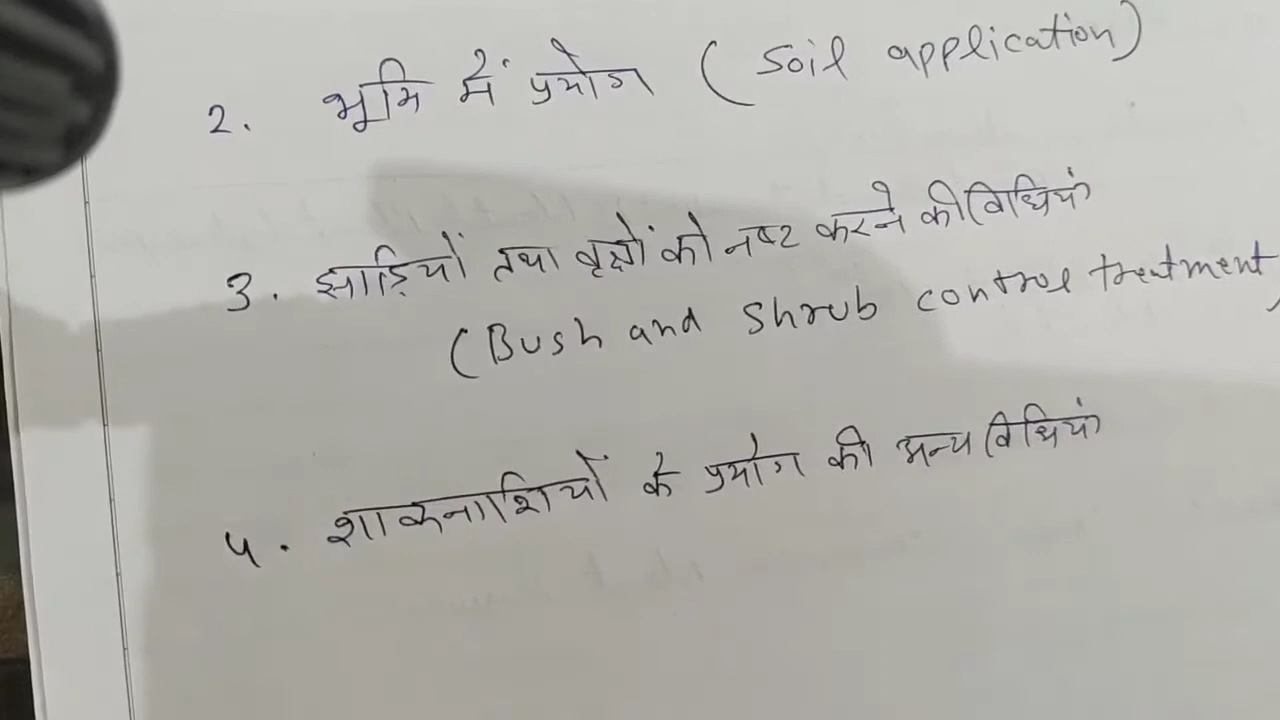 2. भूमि में प्रयोग (Soil application)
3. झाड़ियों तथा वृक्षों को नष्ट करने की विधियां
(Bush and Shrub control treatment)
4. शाकनाशियों के प्रयोग की अन्य विधियां